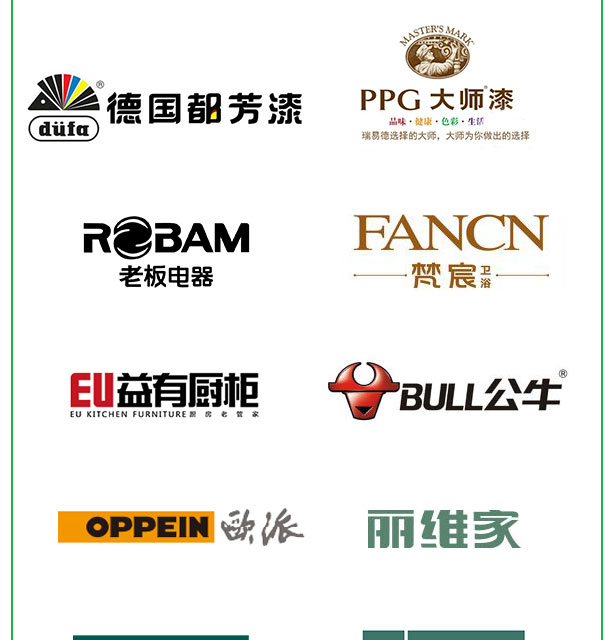 düfa
® 德国都芳漆
MASTER'S MARK
PPG 大师®漆
品味·健康·色彩·生活
瑞易德选择的大师，大师为你做出的选择
ROBAM
老板电器
FANCN
梵宸卫浴
EU益有厨柜
EU KITCHEN FURNITURE 厨房老管家
BULL公牛®
OPPEIN 欧派
丽维家